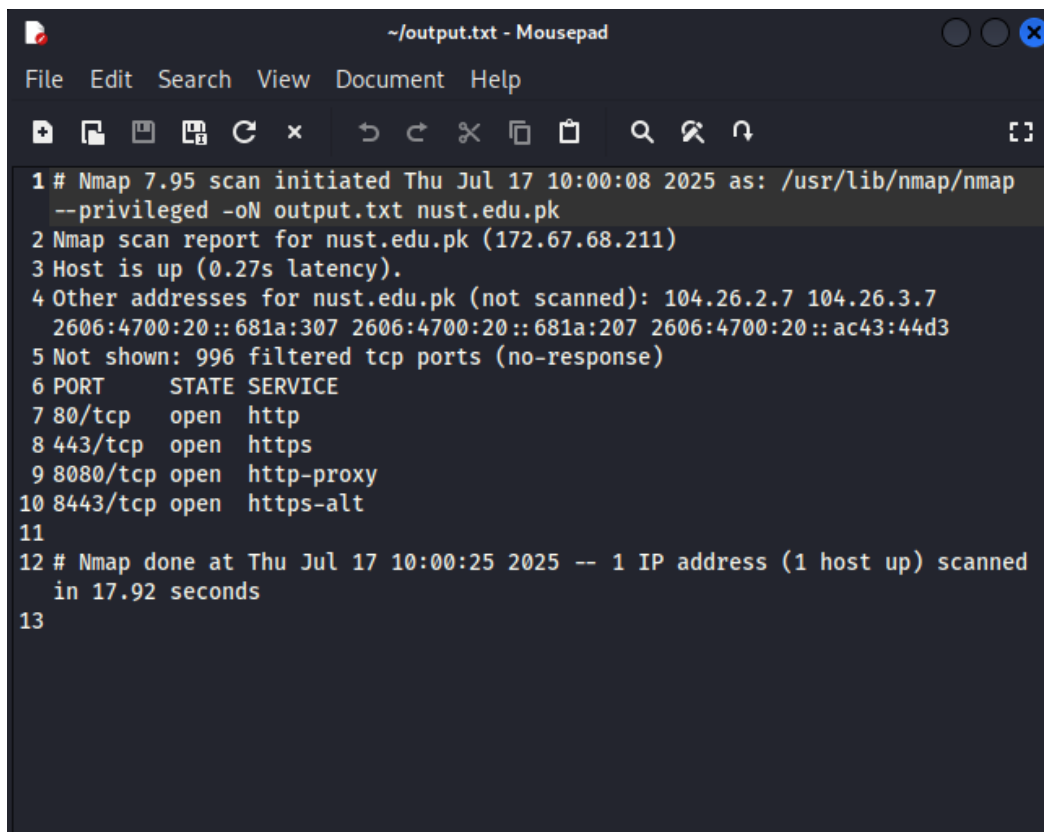 ~/output.txt - Mousepad
File Edit Search View Document Help
1 # Nmap 7.95 scan initiated Thu Jul 17 10:00:08 2025 as: /usr/lib/nmap/nmap
--privileged -oN output.txt nust.edu.pk
2 Nmap scan report for nust.edu.pk (172.67.68.211)
3 Host is up (0.27s latency).
4 Other addresses for nust.edu.pk (not scanned): 104.26.2.7 104.26.3.7
2606:4700:20::681a:307 2606:4700:20::681a:207 2606:4700:20::ac43:44d3
5 Not shown: 996 filtered tcp ports (no-response)
6 PORT     STATE SERVICE
7 80/tcp   open  http
8 443/tcp  open  https
9 8080/tcp open  http-proxy
10 8443/tcp open  https-alt
11
12 # Nmap done at Thu Jul 17 10:00:25 2025 -- 1 IP address (1 host up) scanned
in 17.92 seconds
13